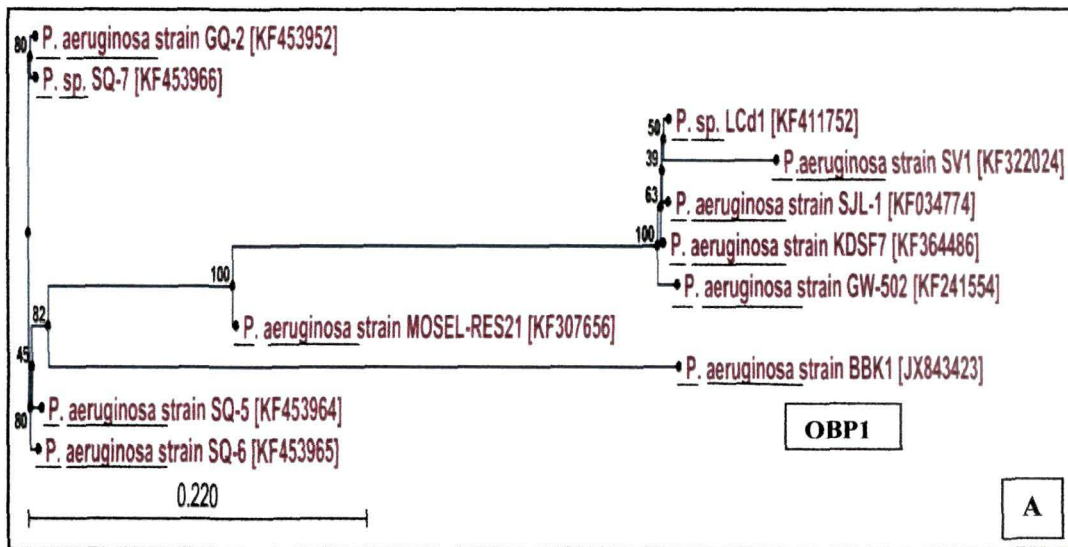 80
P. aeruginosa strain GQ-2 [KF453952]
P. sp. SQ-7 [KF453966]
50
P. sp. LCd1 [KF411752]
39
P.aeruginosa strain SV1 [KF322024]
63
P. aeruginosa strain SJL-1 [KF034774]
100
P. aeruginosa strain KDSF7 [KF364486]
100
P. aeruginosa strain GW-502 [KF241554]
82
P. aeruginosa strain MOSEL-RES21 [KF307656]
45
P. aeruginosa strain BBK1 [JX843423]
80
P. aeruginosa strain SQ-5 [KF453964]
OBP1
P. aeruginosa strain SQ-6 [KF453965]
0.220
A